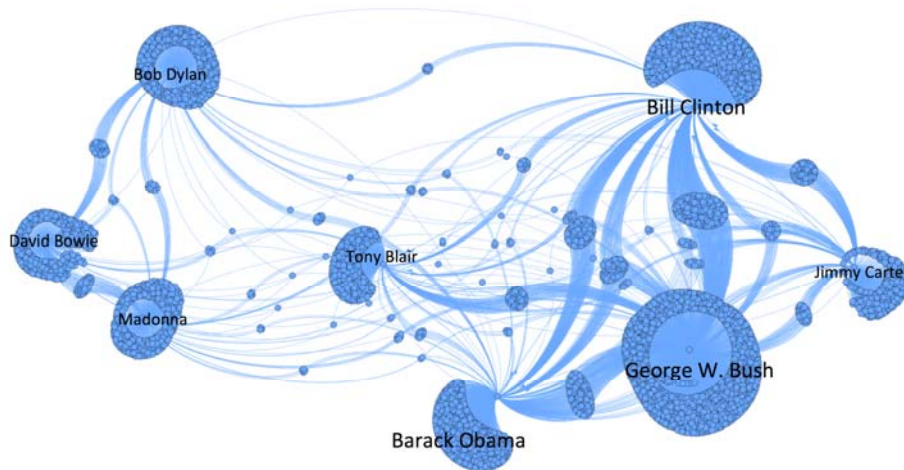 Bob Dylan
Bill Clinton
David Bowie
Tony Blair
Jimmy Carte
Madonna
George W. Bush
Barack Obama